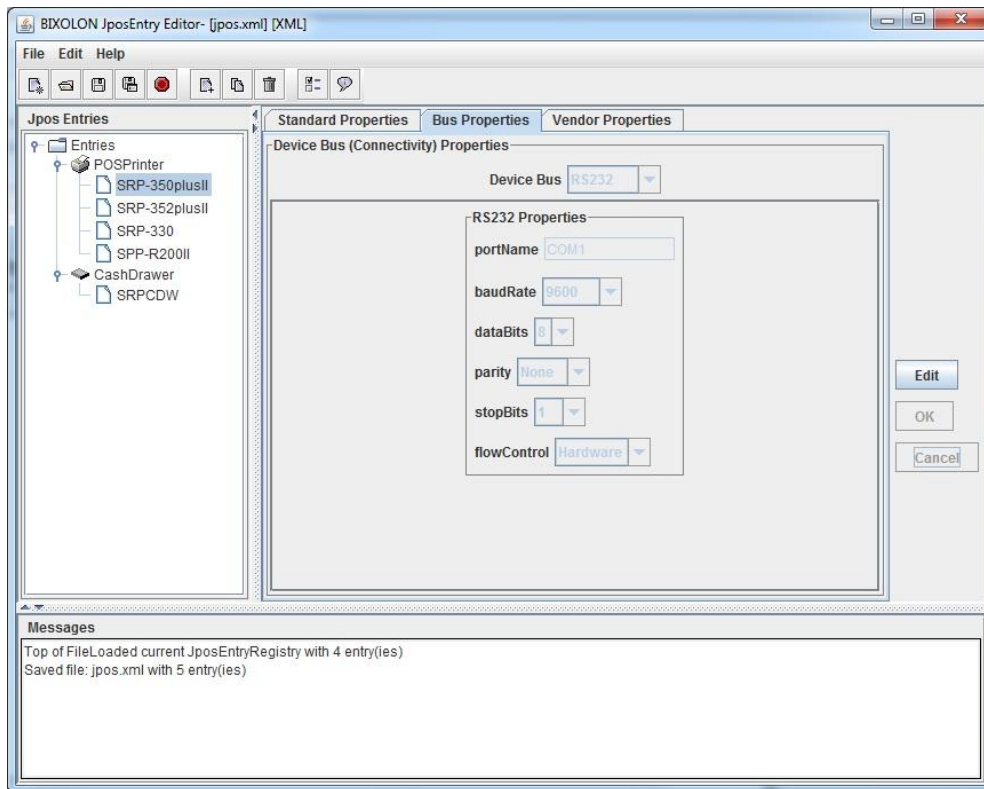 BIXOLON JposEntry Editor- [jpos.xml] [XML]
File Edit Help
Jpos Entries
Entries
POSPrinter
SRP-350plusII
SRP-352plusII
SRP-330
SPP-R200II
CashDrawer
SRPCDW
Standard Properties Bus Properties Vendor Properties
Device Bus (Connectivity) Properties
Device Bus RS232
RS232 Properties
portName COM1
baudRate 9600
dataBits 8
parity None
stopBits 1
flowControl Hardware
Edit
OK
Cancel
Messages
Top of FileLoaded current JposEntryRegistry with 4 entry(ies)
Saved file: jpos.xml with 5 entry(ies)